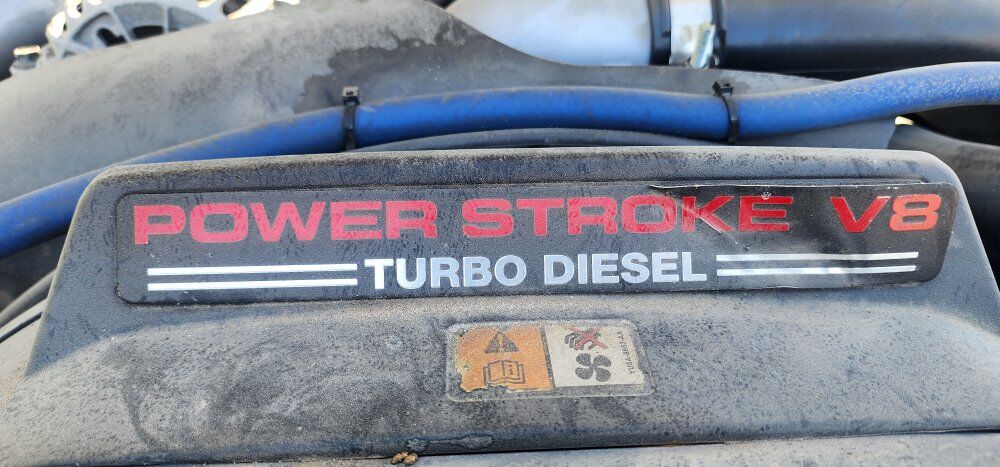 POWER STROKE V8
TURBO DIESEL